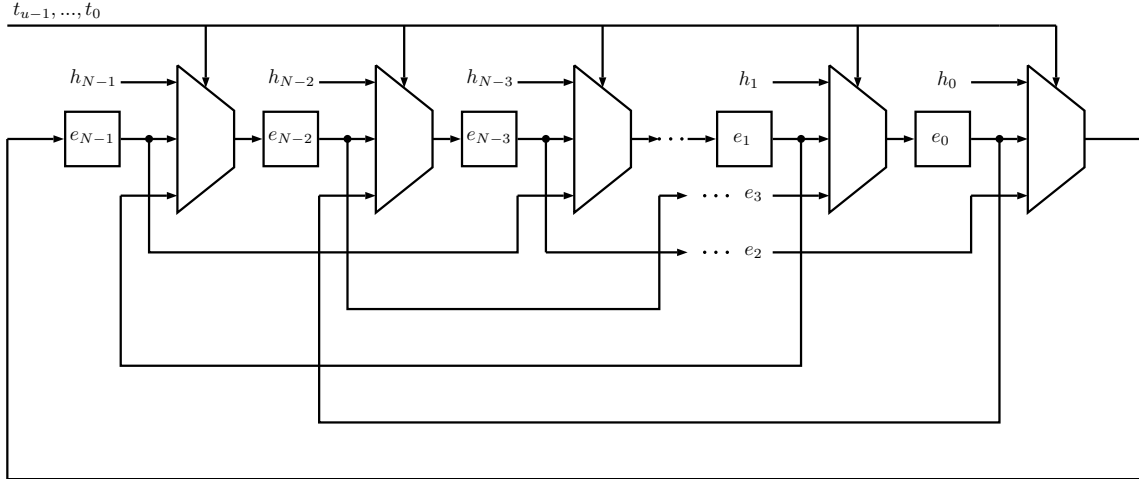 t_{u-1}, ..., t_0
h_{N-1} h_{N-2} h_{N-3} h_1 h_0
e_{N-1} e_{N-2} e_{N-3} ... e_1 e_0
... e_3
... e_2